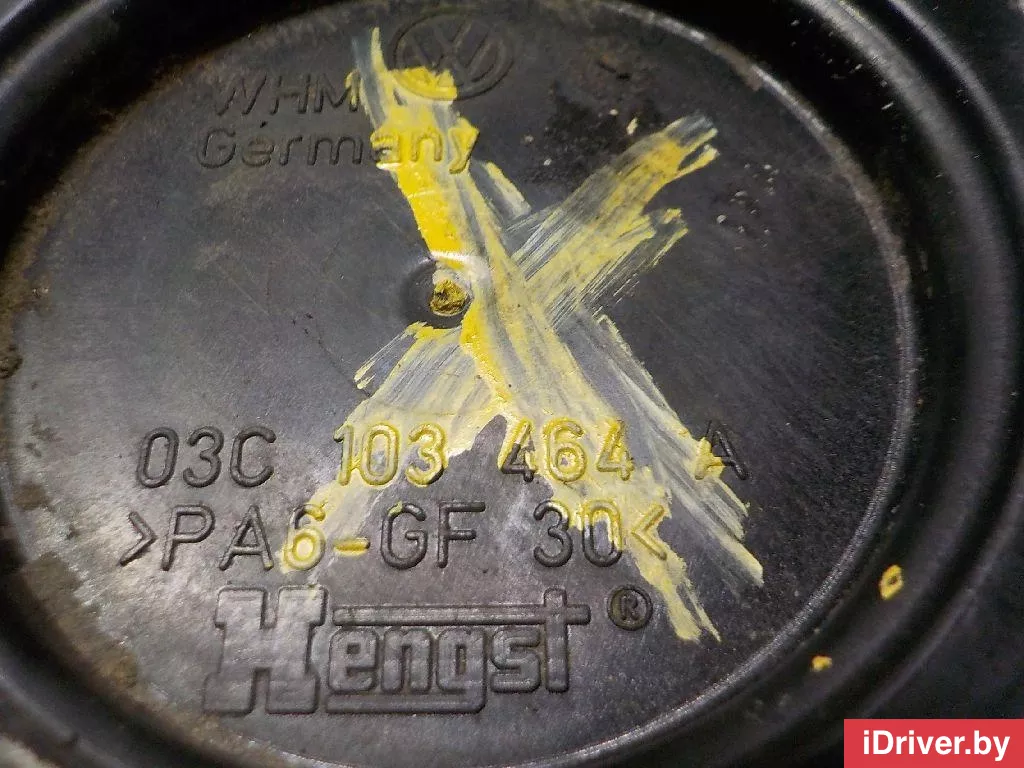 WHM
Germany
03C 103 464 A
>PA6-GF 30<
Hengst®
iDriver.by